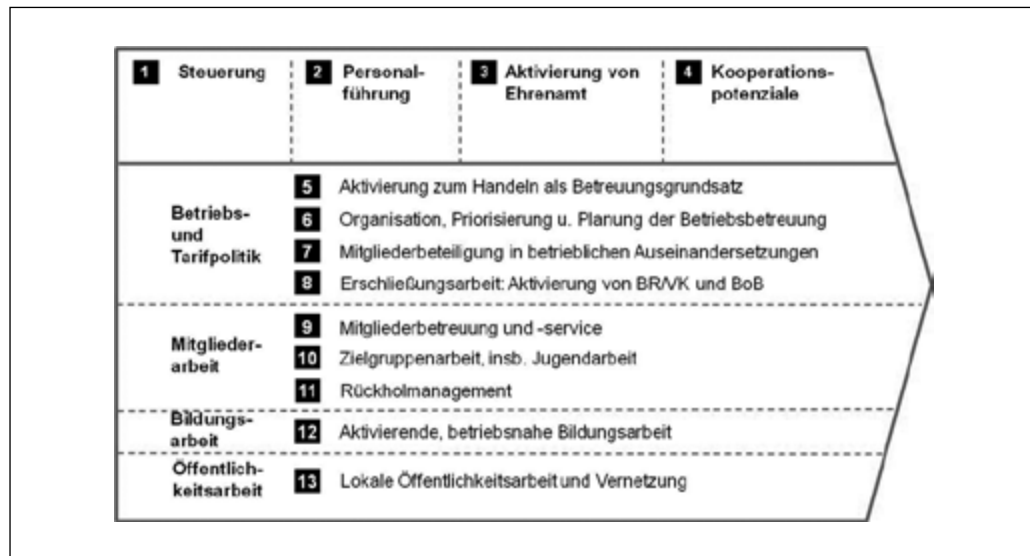 1 Steuerung
2 Personal-
führung
3 Aktivierung von
Ehrenamt
4 Kooperations-
potenziale
Betriebs-
und
Tarifpolitik
5 Aktivierung zum Handeln als Betreuungsgrundsatz
6 Organisation, Priorisierung u. Planung der Betriebsbetreuung
7 Mitgliederbeteiligung in betrieblichen Auseinandersetzungen
8 Erschließungsarbeit: Aktivierung von BR/VK und BoB
Mitglieder-
arbeit
9 Mitgliederbetreuung und -service
10 Zielgruppenarbeit, insb. Jugendarbeit
11 Rückholmanagement
Bildungs-
arbeit
12 Aktivierende, betriebsnahe Bildungsarbeit
Öffentlich-
keitsarbeit
13 Lokale Öffentlichkeitsarbeit und Vernetzung